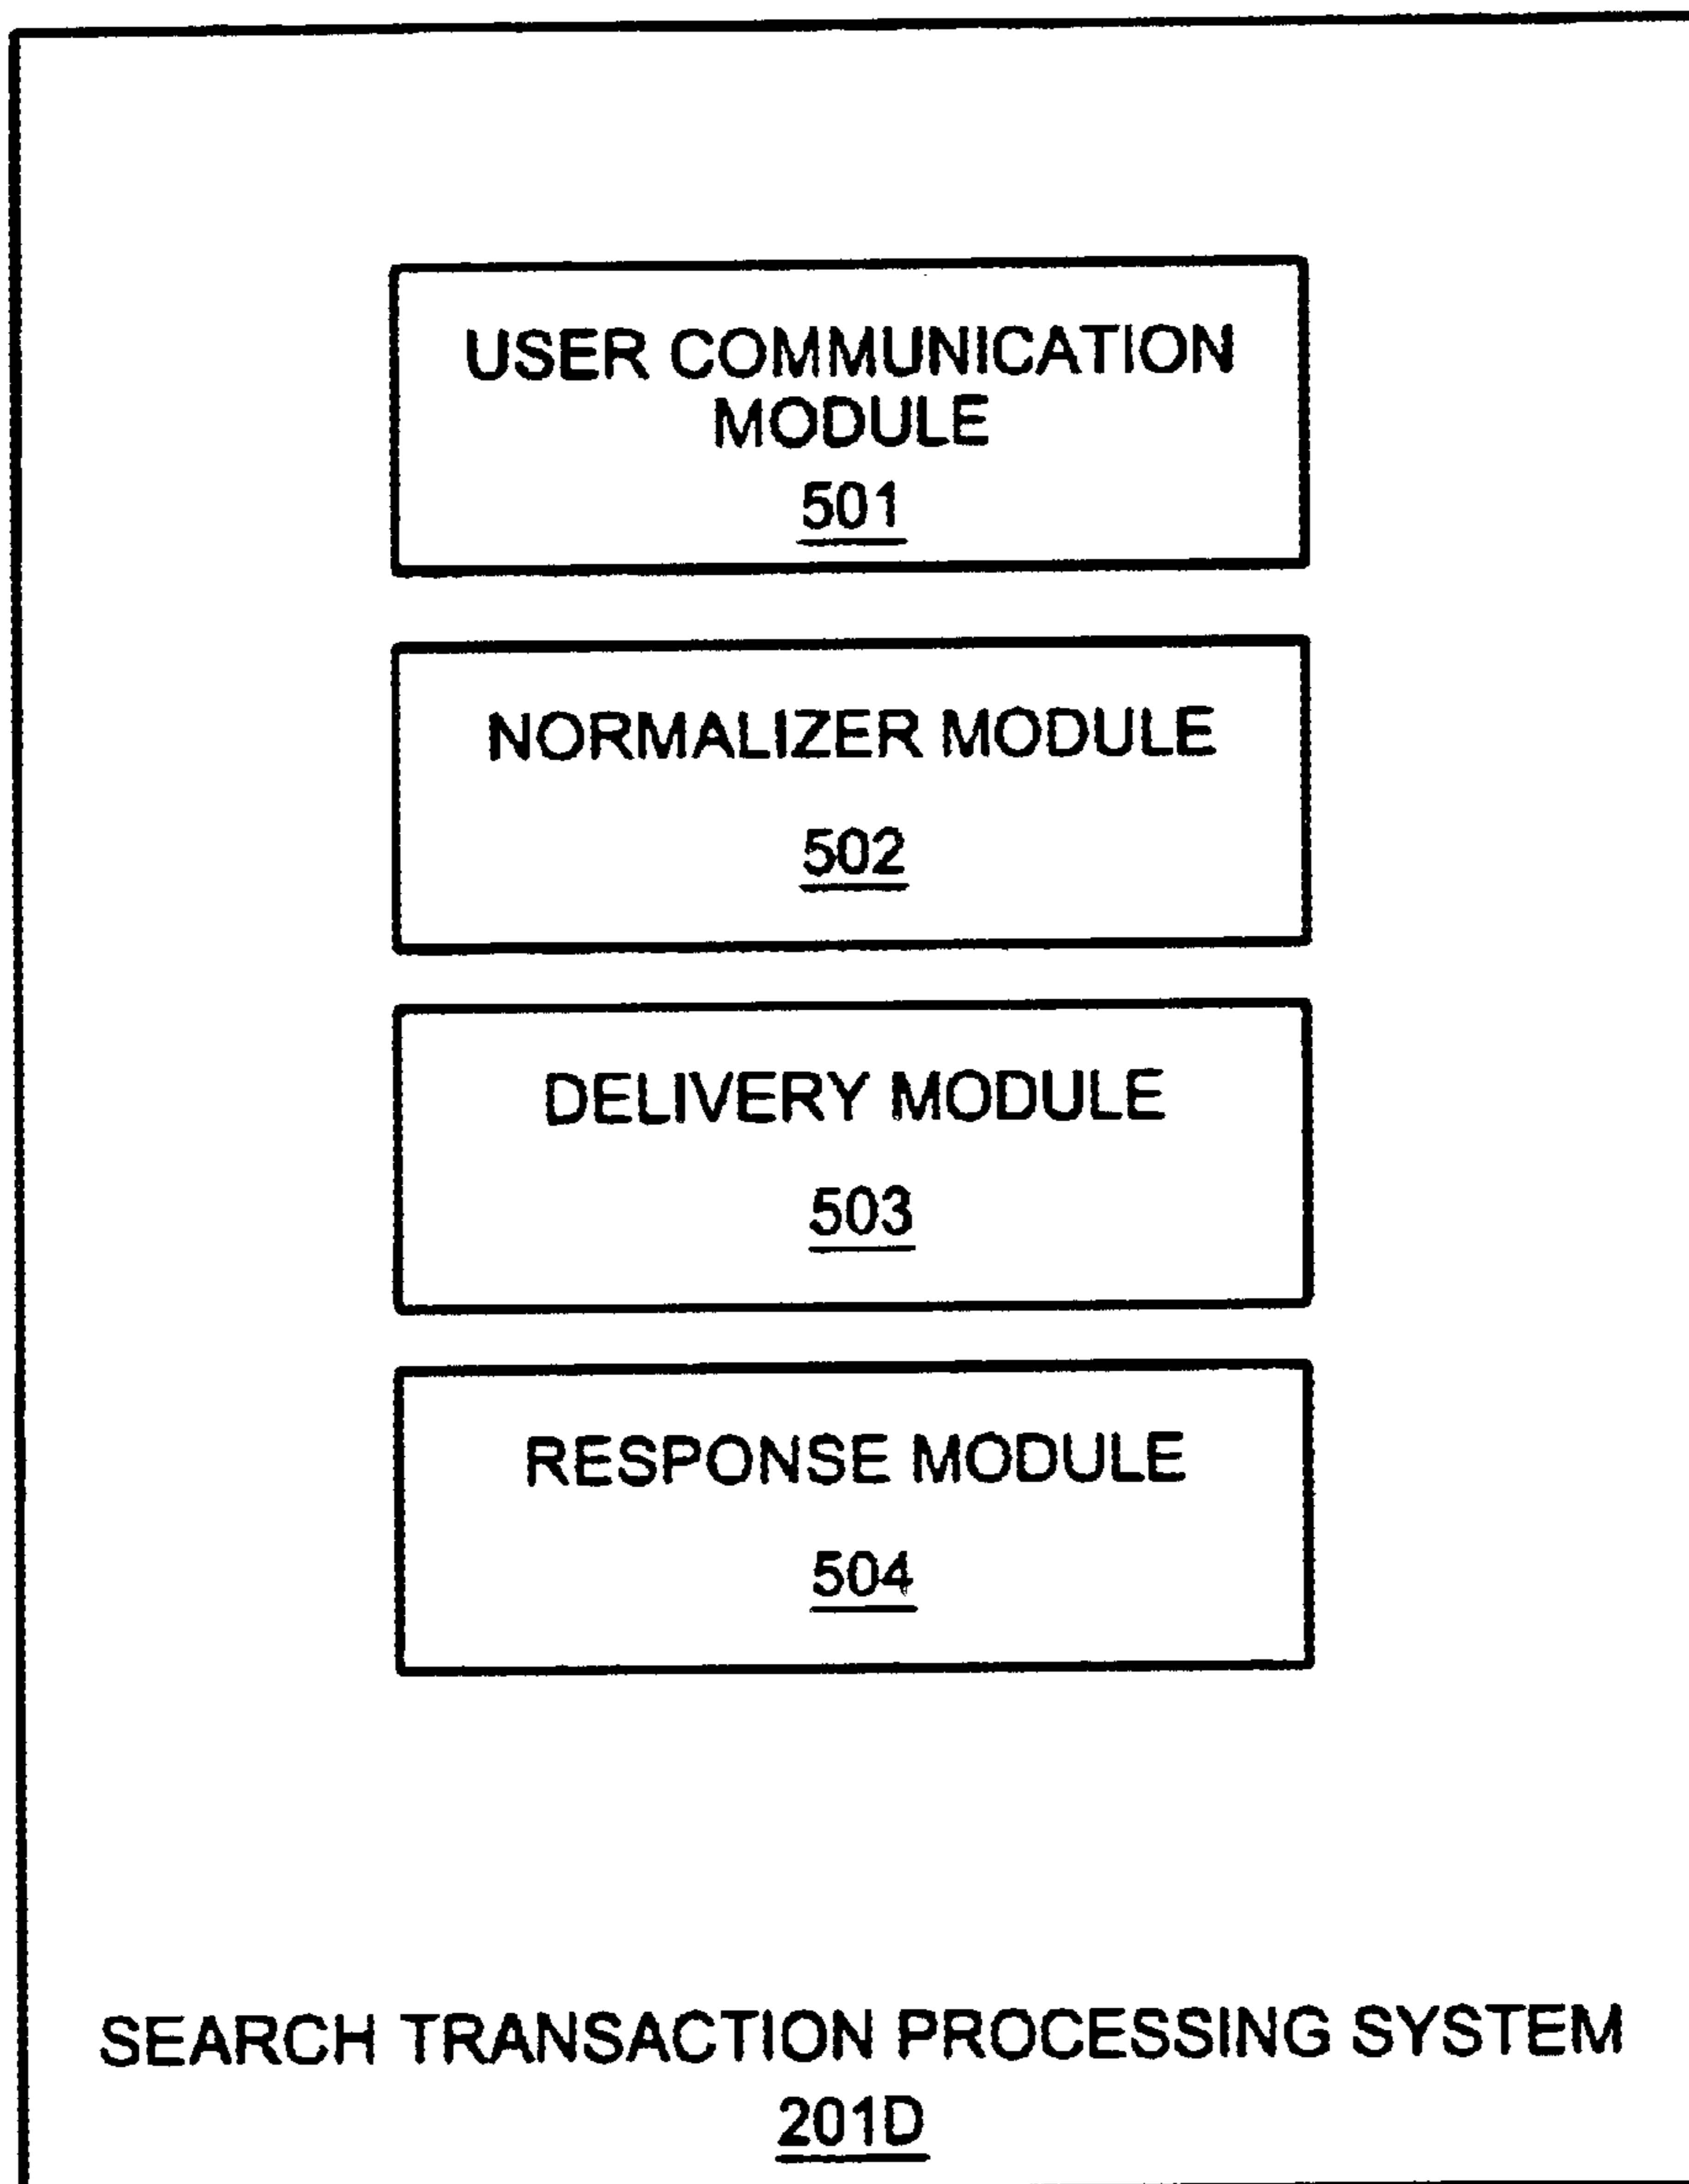 USER COMMUNICATION
MODULE
501
NORMALIZER MODULE
502
DELIVERY MODULE
503
RESPONSE MODULE
504
SEARCH TRANSACTION PROCESSING SYSTEM
201D